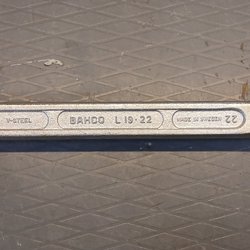 V-STEEL
BAHCO L 19-22
MADE IN SWEDEN 22